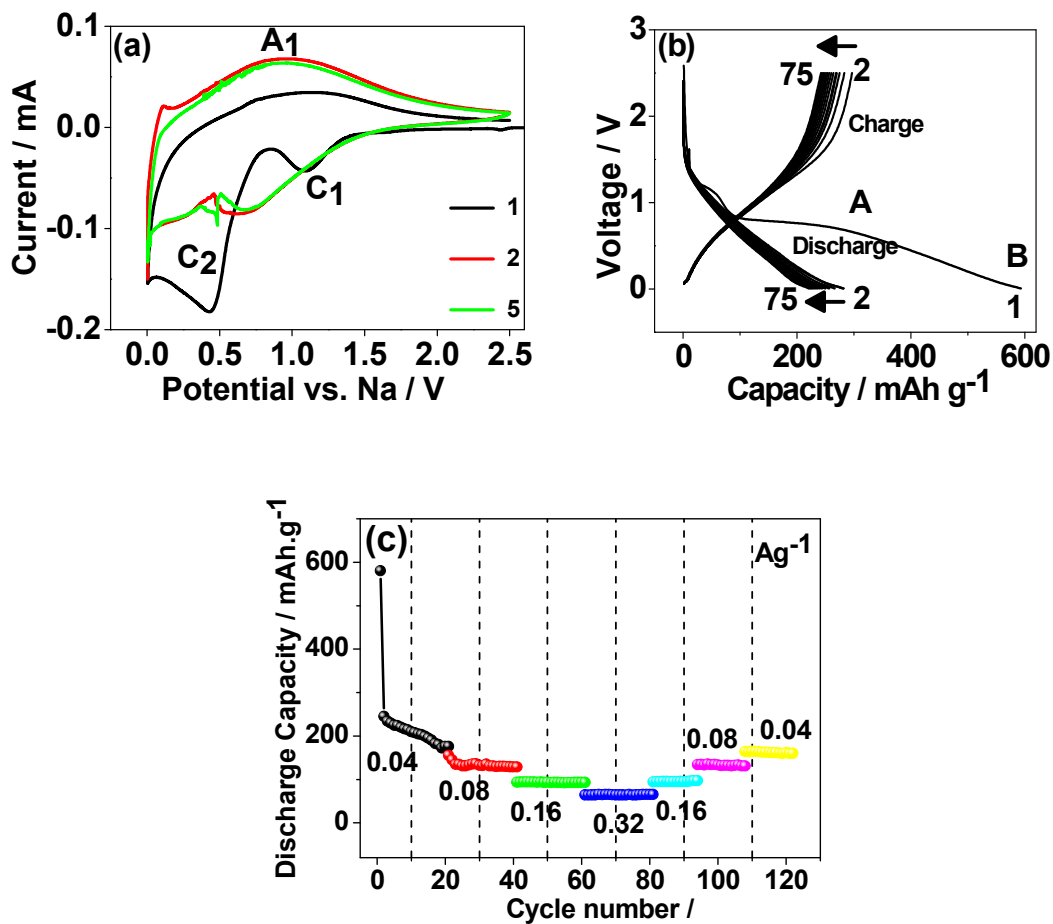 (a)
A1
C1
C2
1
2
5
0.1
0.0
-0.1
-0.2
Current / mA
0.0 0.5 1.0 1.5 2.0 2.5
Potential vs. Na / V
(b)
75 2
Charge
A
Discharge
B
75 2
1
3
2
1
0
Voltage / V
0 200 400 600
Capacity / mAh g-1
(c)
Ag-1
0.04
0.08
0.16
0.32
0.16
0.08
0.04
600
400
200
0
Discharge Capacity / mAh.g-1
0 20 40 60 80 100 120
Cycle number /